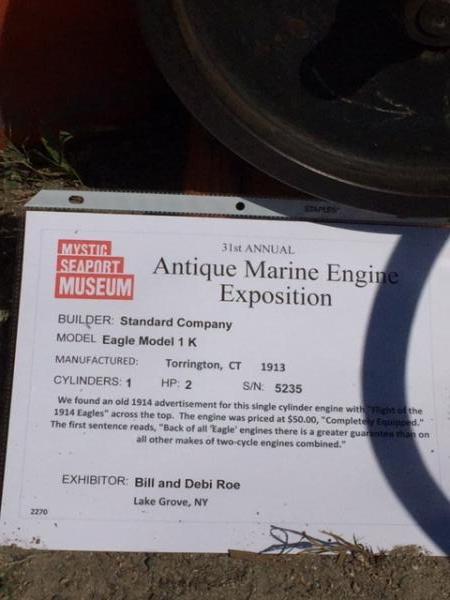 STAPLES
MYSTIC
SEAPORT
MUSEUM
31st ANNUAL
Antique Marine Engine
Exposition
BUILDER: Standard Company
MODEL Eagle Model 1 K
MANUFACTURED: Torrington, CT 1913
CYLINDERS: 1 HP: 2 S/N: 5235
We found an old 1914 advertisement for this single cylinder engine with "Flight of the
1914 Eagles" across the top. The engine was priced at $50.00, "Completely Equipped."
The first sentence reads, "Back of all 'Eagle' engines there is a greater guarantee than on
all other makes of two-cycle engines combined."
EXHIBITOR: Bill and Debi Roe
Lake Grove, NY
2270